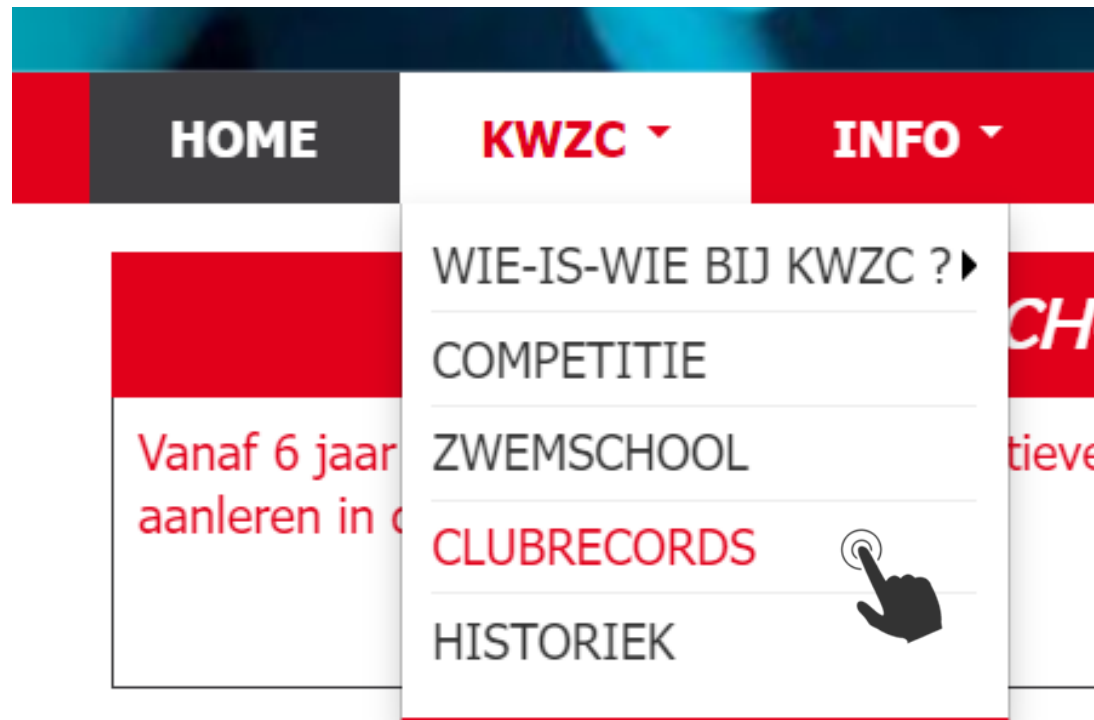 HOME KWZC INFO
WIE-IS-WIE BIJ KWZC ?
COMPETITIE
Vanaf 6 jaar
ZWEMSCHOOL
aanleren in
CLUBRECORDS
HISTORIEK